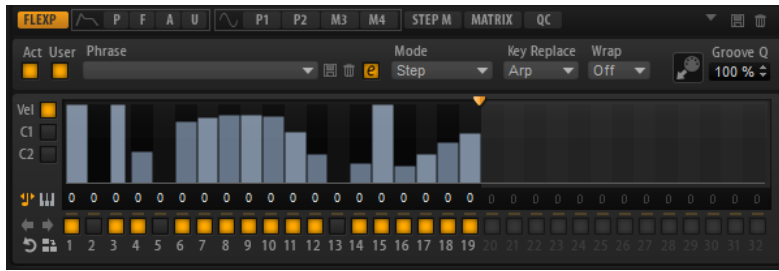 FLEXP P F A U P1 P2 M3 M4 STEP M MATRIX QC
Act User Phrase Mode Key Replace Wrap Groove Q
e Step Arp Off 100 %
Vel
C1
C2
0 0 0 0 0 0 0 0 0 0 0 0 0 0 0 0 0 0 0 0 0 0 0 0 0 0 0 0 0 0 0 0
1 2 3 4 5 6 7 8 9 10 11 12 13 14 15 16 17 18 19 20 21 22 23 24 25 26 27 28 29 30 31 32